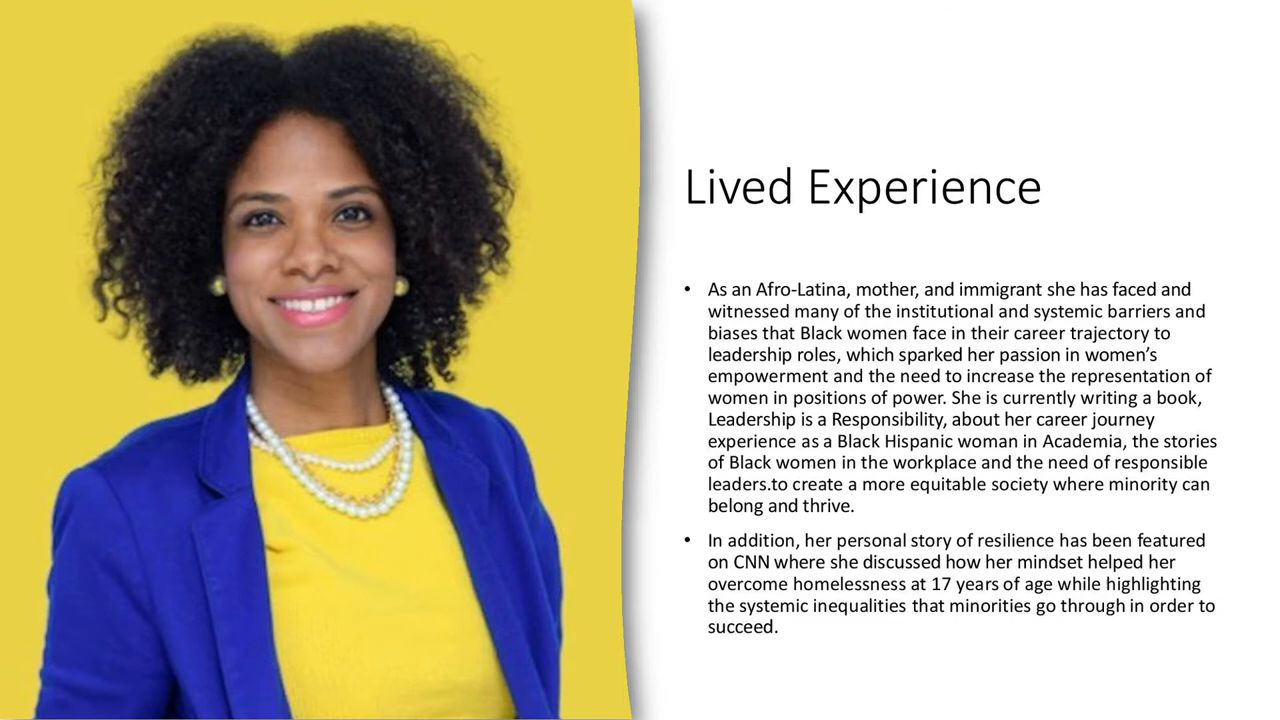 Lived Experience
• As an Afro-Latina, mother, and immigrant she has faced and
witnessed many of the institutional and systemic barriers and
biases that Black women face in their career trajectory to
leadership roles, which sparked her passion in women’s
empowerment and the need to increase the representation of
women in positions of power. She is currently writing a book,
Leadership is a Responsibility, about her career journey
experience as a Black Hispanic woman in Academia, the stories
of Black women in the workplace and the need of responsible
leaders.to create a more equitable society where minority can
belong and thrive.
• In addition, her personal story of resilience has been featured
on CNN where she discussed how her mindset helped her
overcome homelessness at 17 years of age while highlighting
the systemic inequalities that minorities go through in order to
succeed.